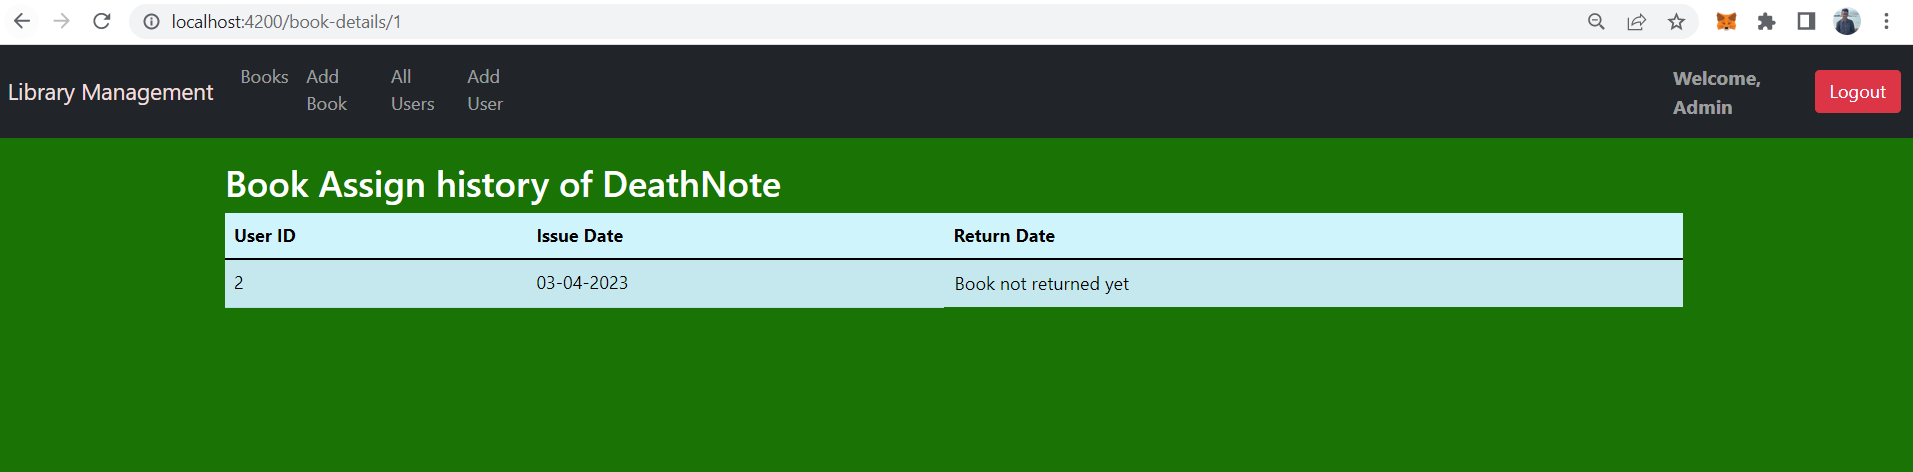 localhost:4200/book-details/1
Library Management
Books
Add
Book
All
Users
Add
User
Welcome,
Admin
Logout
Book Assign history of DeathNote
User ID Issue Date Return Date
2 03-04-2023 Book not returned yet